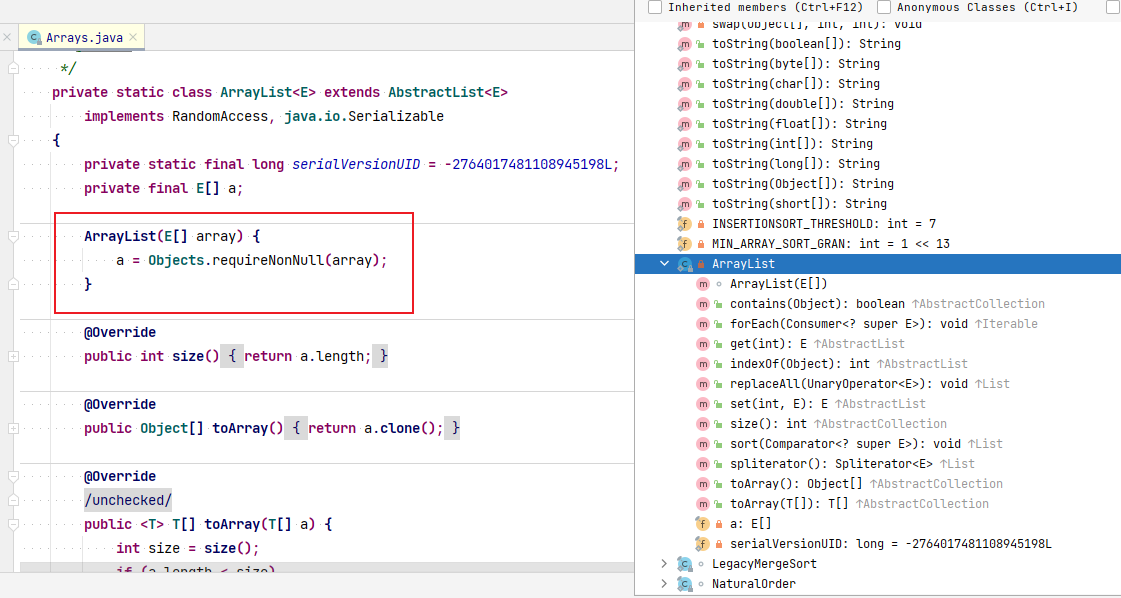 Arrays.java
*/
private static class ArrayList<E> extends AbstractList<E>
implements RandomAccess, java.io.Serializable
{
private static final long serialVersionUID = -2764017481108945198L;
private final E[] a;
ArrayList(E[] array) {
a = Objects.requireNonNull(array);
}
@Override
public int size() { return a.length; }
@Override
public Object[] toArray() { return a.clone(); }
@Override
/unchecked/
public <T> T[] toArray(T[] a) {
int size = size();
if (a.length < size)
Inherited members (Ctrl+F12)
Anonymous Classes (Ctrl+I)
swap(Object[], int, int): void
toString(boolean[]): String
toString(byte[]): String
toString(char[]): String
toString(double[]): String
toString(float[]): String
toString(int[]): String
toString(long[]): String
toString(Object[]): String
toString(short[]): String
INSERTIONSORT_THRESHOLD: int = 7
MIN_ARRAY_SORT_GRAN: int = 1 << 13
ArrayList
ArrayList(E[])
contains(Object): boolean ↑AbstractCollection
forEach(Consumer<? super E>): void ↑Iterable
get(int): E ↑AbstractList
indexOf(Object): int ↑AbstractList
replaceAll(UnaryOperator<E>): void ↑List
set(int, E): E ↑AbstractList
size(): int ↑AbstractCollection
sort(Comparator<? super E>): void ↑List
spliterator(): Spliterator<E> ↑List
toArray(): Object[] ↑AbstractCollection
toArray(T[]): T[] ↑AbstractCollection
a: E[]
serialVersionUID: long = -2764017481108945198L
LegacyMergeSort
NaturalOrder